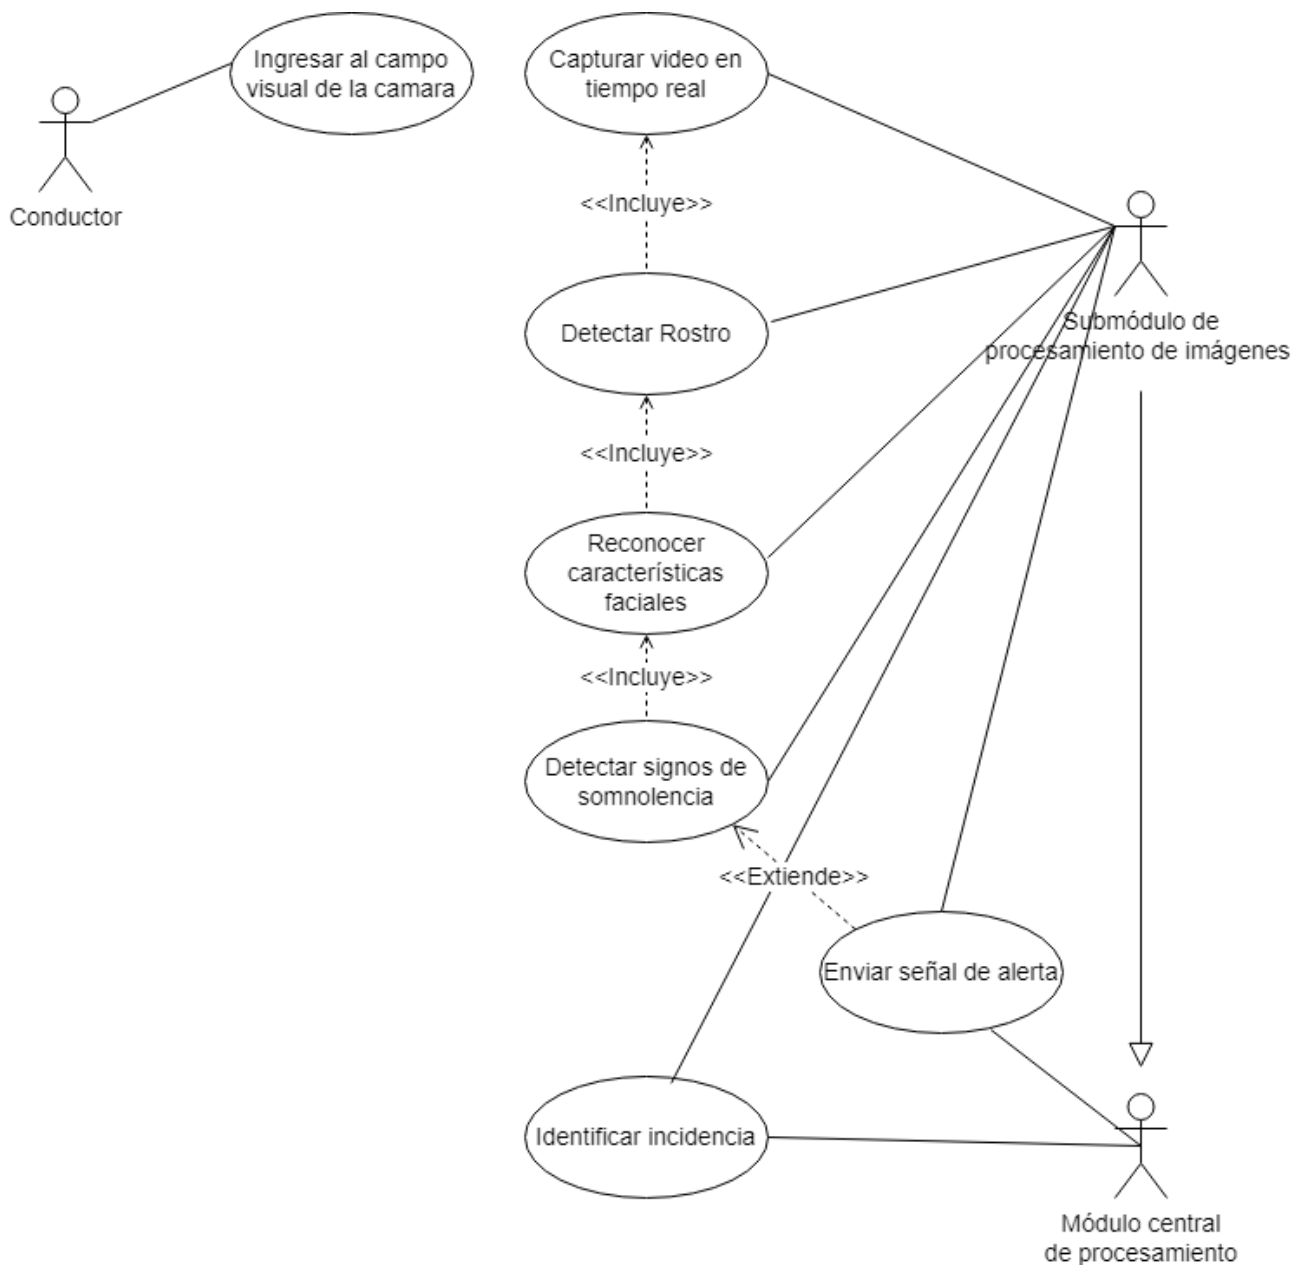 Ingresar al campo
visual de la camara
Capturar video en
tiempo real
Conductor
<<Incluye>>
Submódulo de
procesamiento de imágenes
Detectar Rostro
<<Incluye>>
Reconocer
características
faciales
<<Incluye>>
Detectar signos de
somnolencia
<<Extiende>>
Enviar señal de alerta
Identificar incidencia
Módulo central
de procesamiento